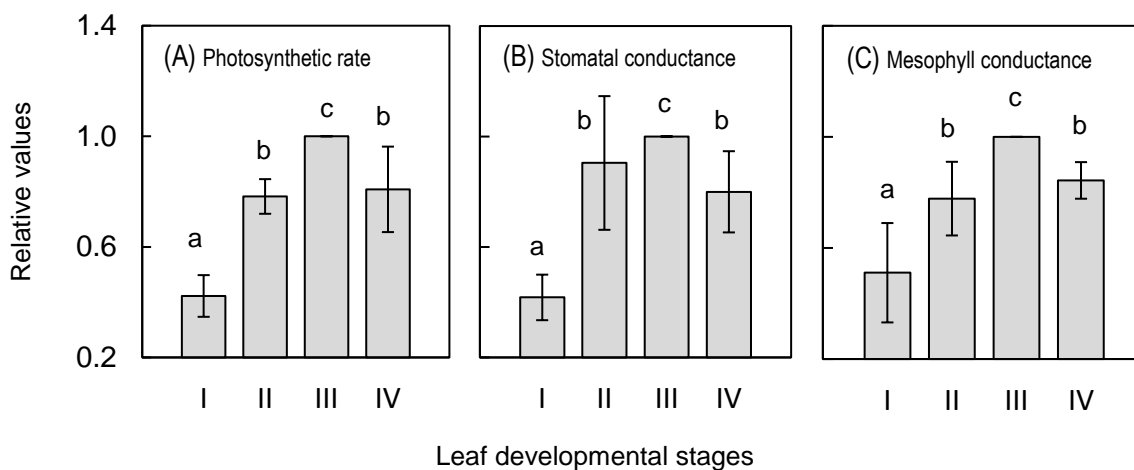 Relative values
1.4
1.0
0.6
0.2
(A) Photosynthetic rate
a
b
c
b
I II III IV
(B) Stomatal conductance
a
b
c
b
I II III IV
(C) Mesophyll conductance
a
b
c
b
I II III IV
Leaf developmental stages